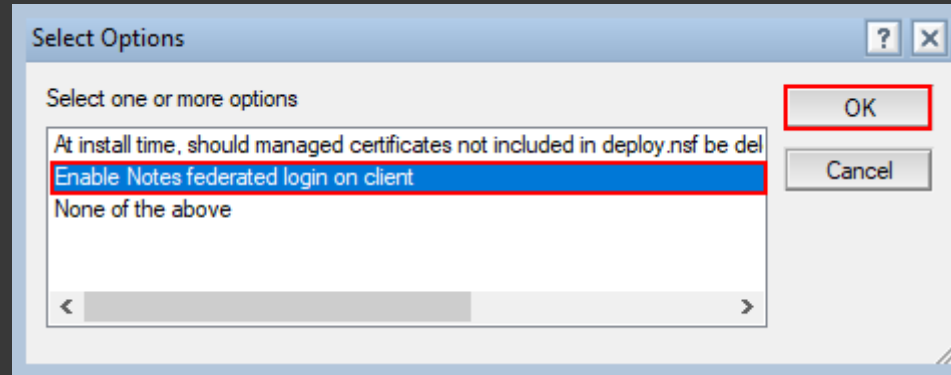 Select Options
?
Select one or more options
OK
At install time, should managed certificates not included in deploy.nsf be del
Enable Notes federated login on client
Cancel
None of the above